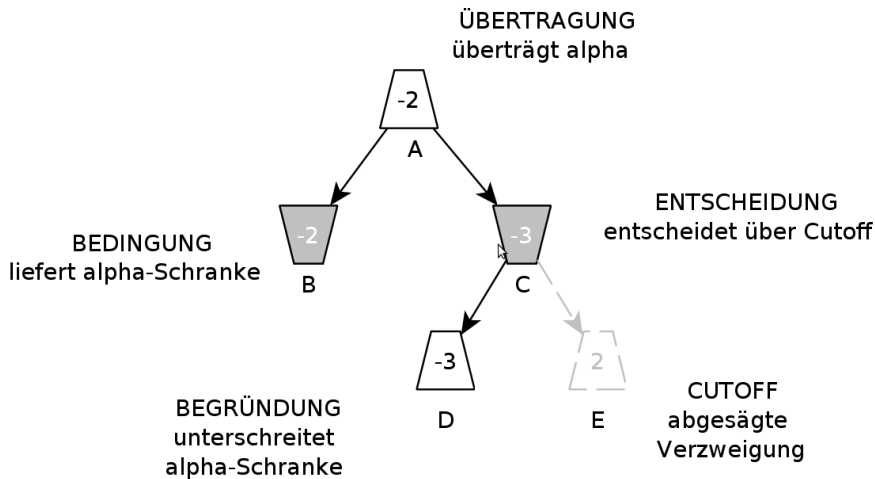 ÜBERTRAGUNG
überträgt alpha
-2
A
BEDINGUNG
liefert alpha-Schranke
-2
B
-3
C
ENTSCHEIDUNG
entscheidet über Cutoff
BEGRÜNDUNG
unterschreitet
alpha-Schranke
-3
D
2
E
CUTOFF
abgesägte
Verzweigung